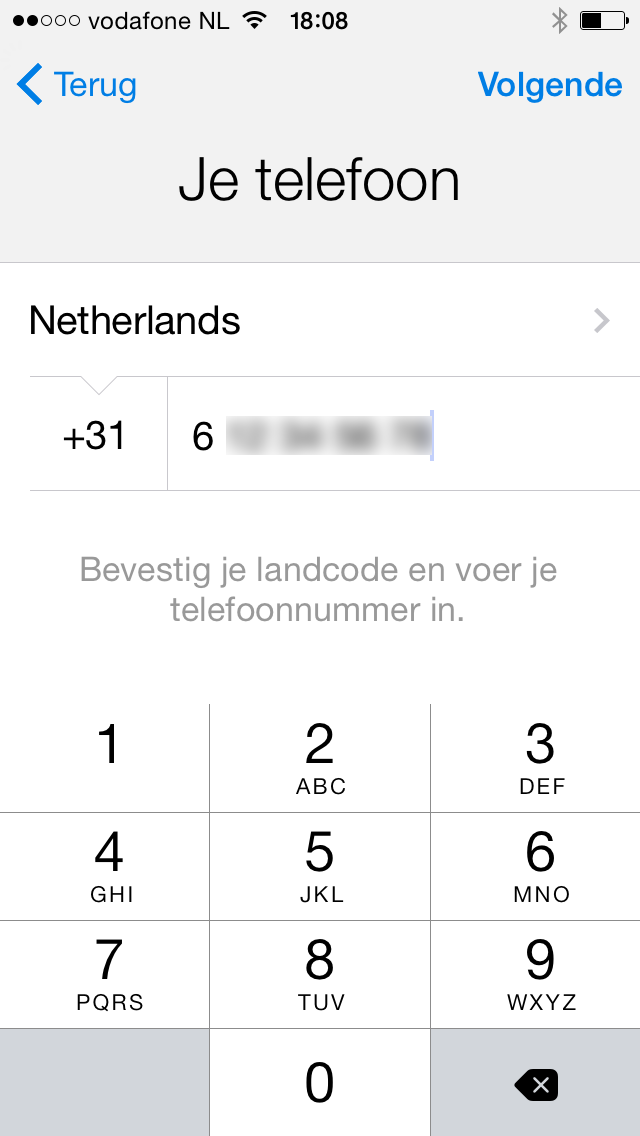 vodafone NL 18:08
Terug Volgende
Je telefoon
Netherlands
+31 6
Bevestig je landcode en voer je
telefoonnummer in.
1 2 3
ABC DEF
4 5 6
GHI JKL MNO
7 8 9
PQRS TUV WXYZ
0